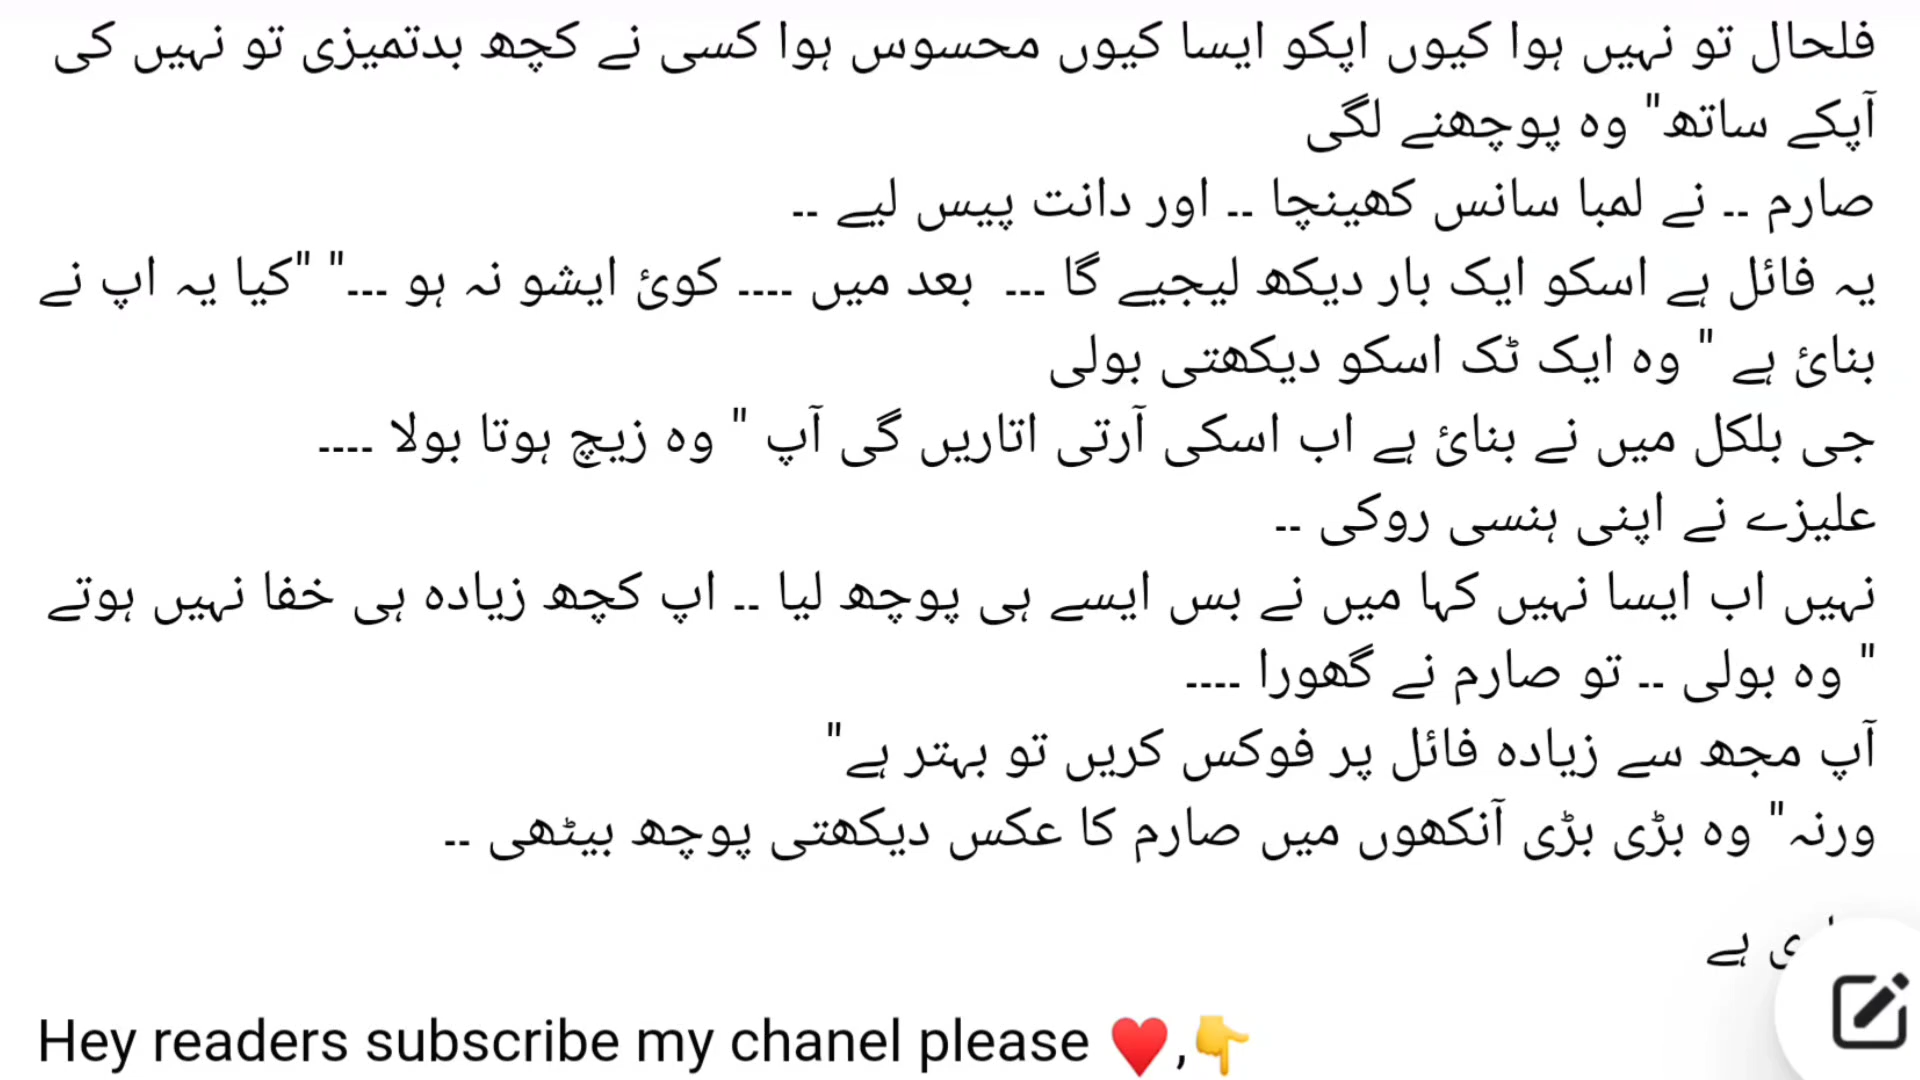 فلحال تو نہیں ہوا کیوں اپکو ایسا کیوں محسوس ہوا کسی نے کچھ بدتمیزی تو نہیں کی
آپکے ساتھ" وہ پوچھنے لگی
صارم -- نے لمبا سانس کھینچا -- اور دانت پیس لیے --
یہ فائل ہے اسکو ایک بار دیکھ لیجیے گا --- بعد میں ---- کوئ ایشو نہ ہو ---" "کیا یہ اپ نے
بنائ ہے " وہ ایک ٹک اسکو دیکھتی بولی
جی بلکل میں نے بنائ ہے اب اسکی آرتی اتاریں گی آپ " وہ زیچ ہوتا بولا ----
علیزے نے اپنی ہنسی روکی --
نہیں اب ایسا نہیں کہا میں نے بس ایسے ہی پوچھ لیا -- اپ کچھ زیادہ ہی خفا نہیں ہوتے
" وہ بولی -- تو صارم نے گھورا ----
آپ مجھ سے زیادہ فائل پر فوکس کریں تو بہتر ہے"
ورنہ" وہ بڑی بڑی آنکھوں میں صارم کا عکس دیکھتی پوچھ بیٹھی --
ہے
Hey readers subscribe my chanel please ♥️,👇